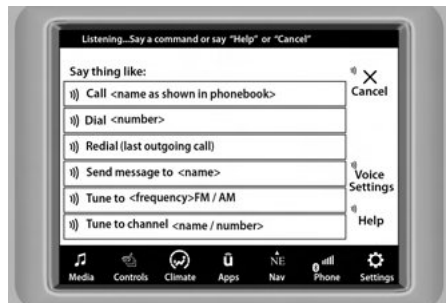 Listening...Say a command or say "Help" or "Cancel"
Say thing like:
Call <name as shown in phonebook>
Cancel
Dial <number>
Redial (last outgoing call)
Send message to <name>
Voice
Settings
Tune to <frequency>FM / AM
Tune to channel <name / number>
Help
NE
Media Controls Climate Apps Nav Phone Settings